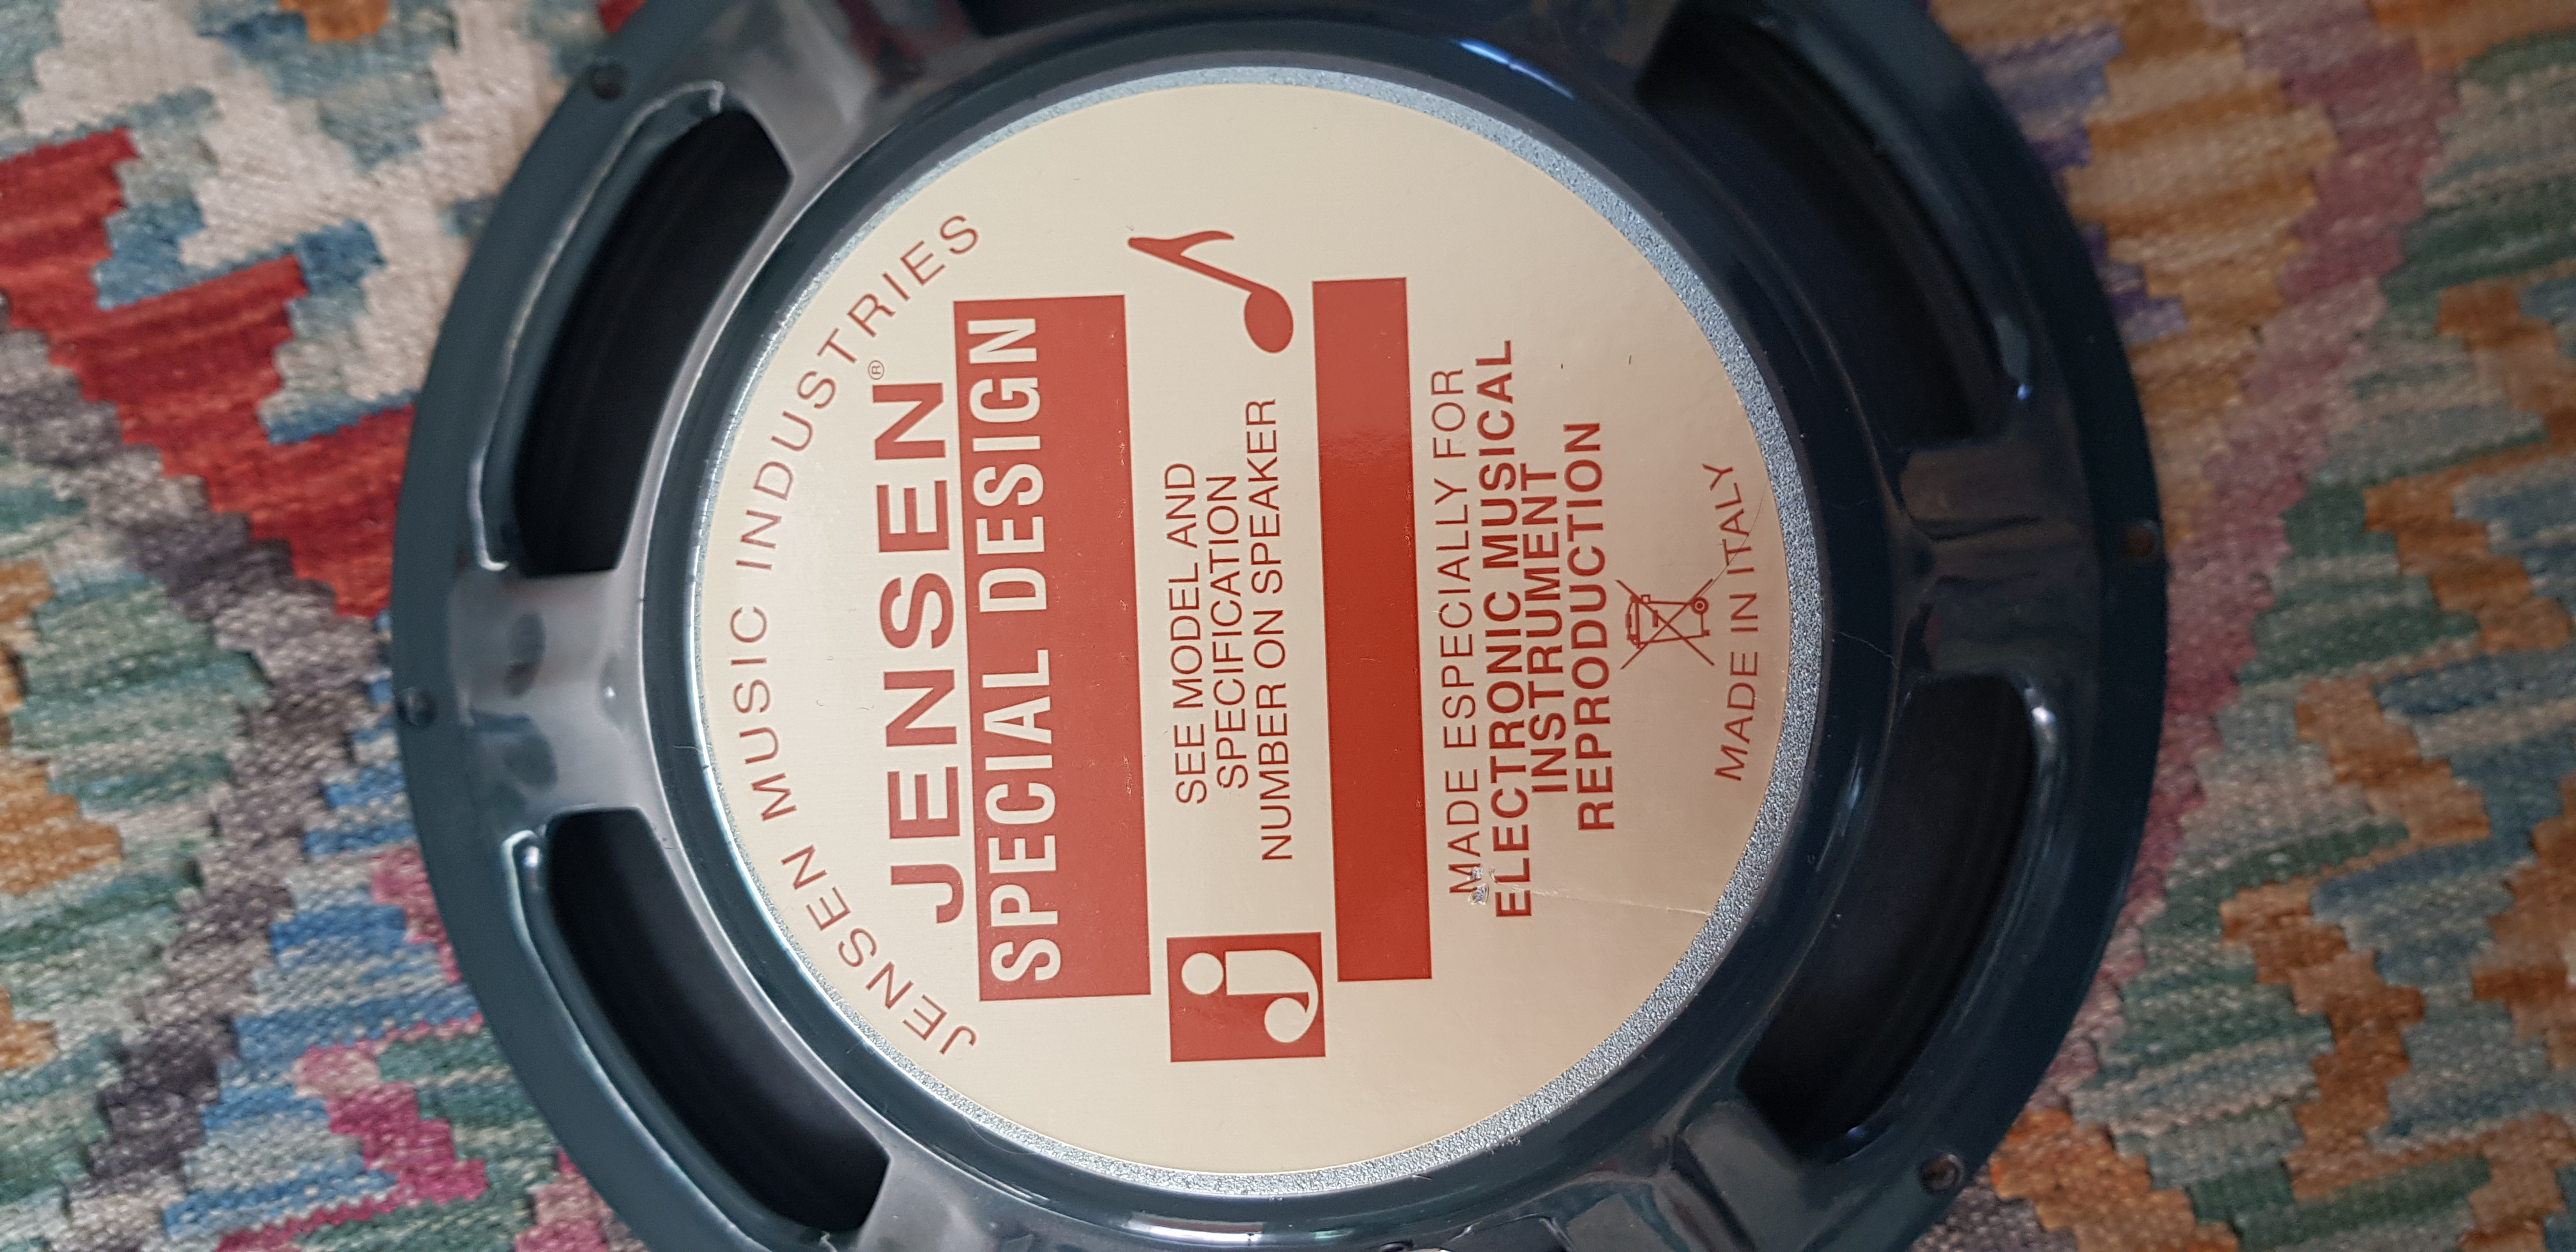 JENSEN MUSIC INDUSTRIES
JENSEN®
SPECIAL DESIGN
SEE MODEL AND
SPECIFICATION
NUMBER ON SPEAKER
j
MADE ESPECIALLY FOR
ELECTRONIC MUSICAL
INSTRUMENT
REPRODUCTION
MADE IN ITALY